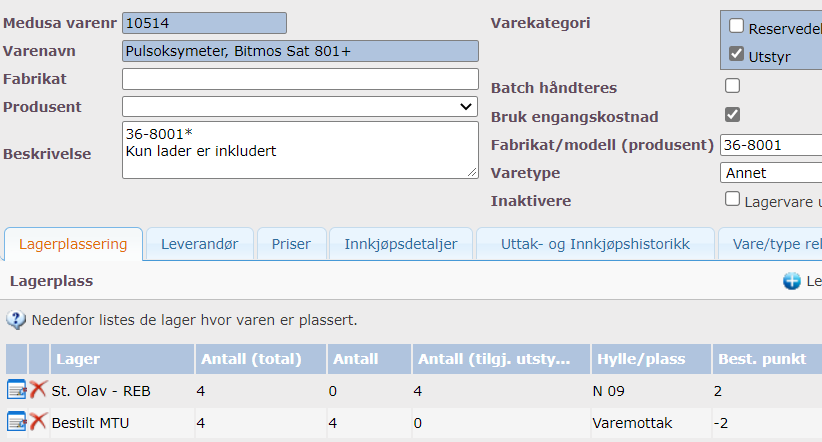 Medusa varenr 10514
Varenavn Pulsoksymeter, Bitmos Sat 801+
Fabrikat
Produsent
Beskrivelse 36-8001*
Kun lader er inkludert
Varekategori Reservedel
Utstyr
Batch håndteres
Bruk engangskostnad
Fabrikat/modell (produsent) 36-8001
Varetype Annet
Inaktivere Lagervare u
Lagerplassering Leverandør Priser Innkjøpsdetaljer Uttak- og Innkjøpshistorikk Vare/type rel
Lagerplass Le
Nedenfor listes de lager hvor varen er plassert.
Lager Antall (total) Antall Antall (tilgj. utsty... Hylle/plass Best. punkt
St. Olav - REB 4 0 4 N 09 2
Bestilt MTU 4 4 0 Varemottak -2